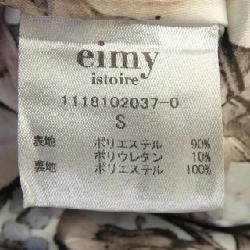 eimy
istoire
1118102037-0
S
表地 ポリエステル 90%
ポリウレタン 10%
裏地 ポリエステル 100%